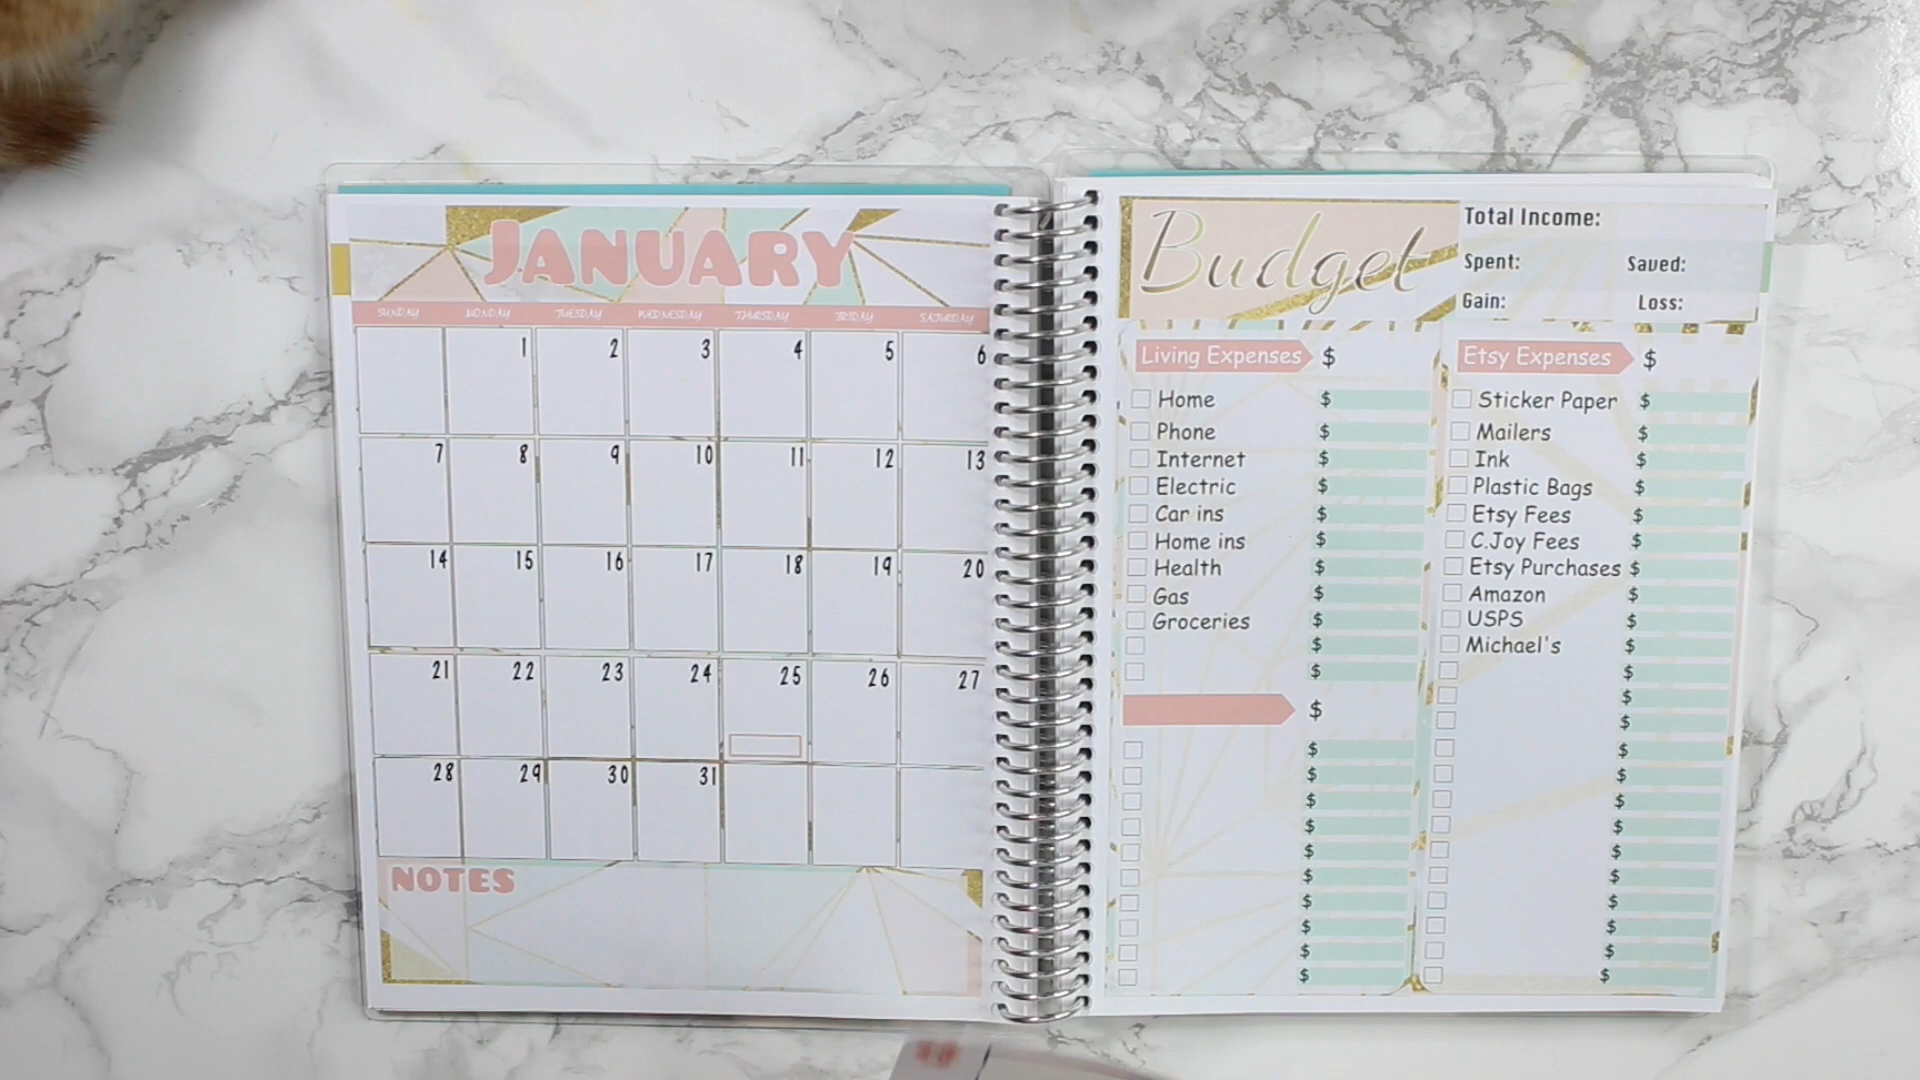 JANUARY
SUNDAY MONDAY TUESDAY WEDNESDAY THURSDAY FRIDAY SATURDAY
1 2 3 4 5 6
7 8 9 10 11 12 13
14 15 16 17 18 19 20
21 22 23 24 25 26 27
28 29 30 31
NOTES
Budget
Total Income:
Spent: Saved:
Gain: Loss:
Living Expenses $
Home $
Phone $
Internet $
Electric $
Car ins $
Home ins $
Health $
Gas $
Groceries $
$
$
$
$
$
$
$
$
$
$
$
$
$
Etsy Expenses $
Sticker Paper $
Mailers $
Ink $
Plastic Bags $
Etsy Fees $
C.Joy Fees $
Etsy Purchases $
Amazon $
USPS $
Michael's $
$
$
$
$
$
$
$
$
$
$
$
$
$